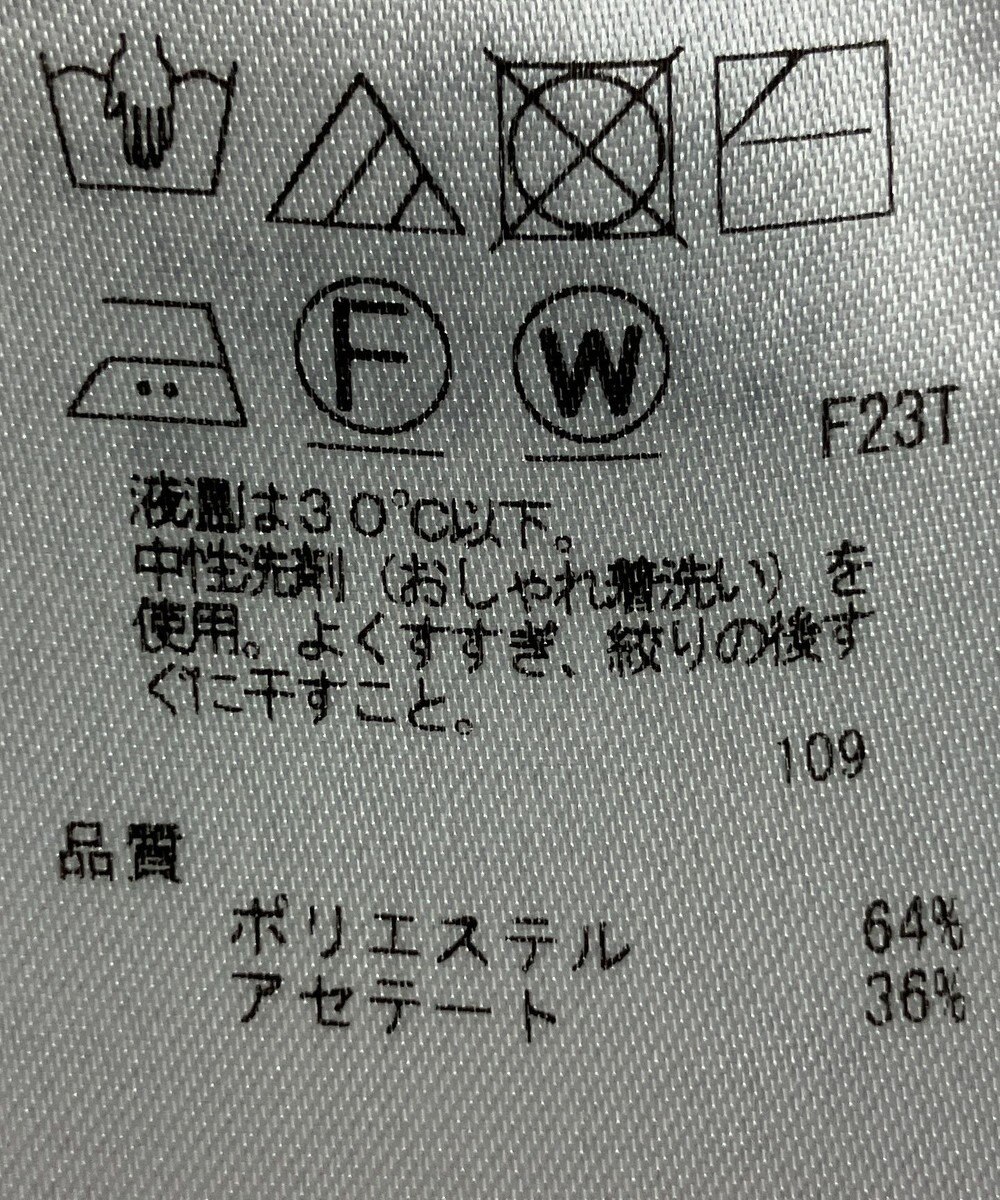 F
W
F23T
液温は30℃以下。
中性洗剤（おしゃれ着洗い）を
使用。よくすすぎ、絞りの後す
ぐに干すこと。
109
品質
ポリエステル 64%
アセテート 36%